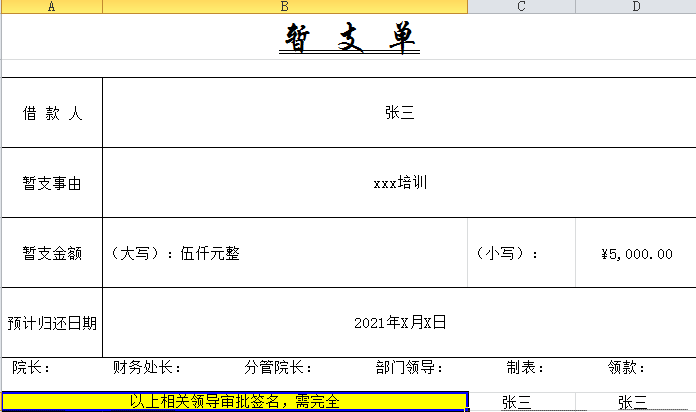 A B C D
暂 支 单
借 款 人 张三
暂支事由 xxx培训
暂支金额 （大写）：伍仟元整 （小写）： ¥5,000.00
预计归还日期 2021年X月X日
院长： 财务处长： 分管院长： 部门领导： 制表： 领款：
以上相关领导审批签名，需完全 张三 张三